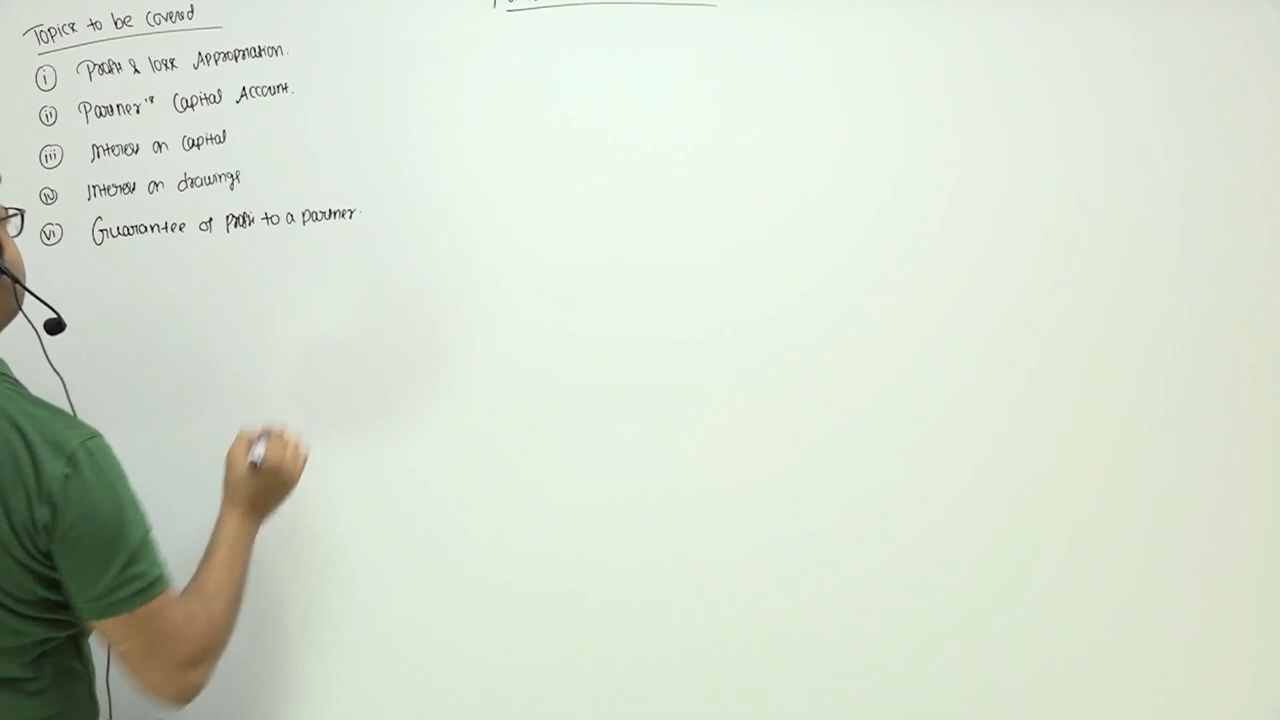 Topics to be covered
i Profit & loss Appropriation.
ii Partner's Capital Account.
iii Interest on capital
iv Interest on drawings
vi Guarantee of profit to a partner.